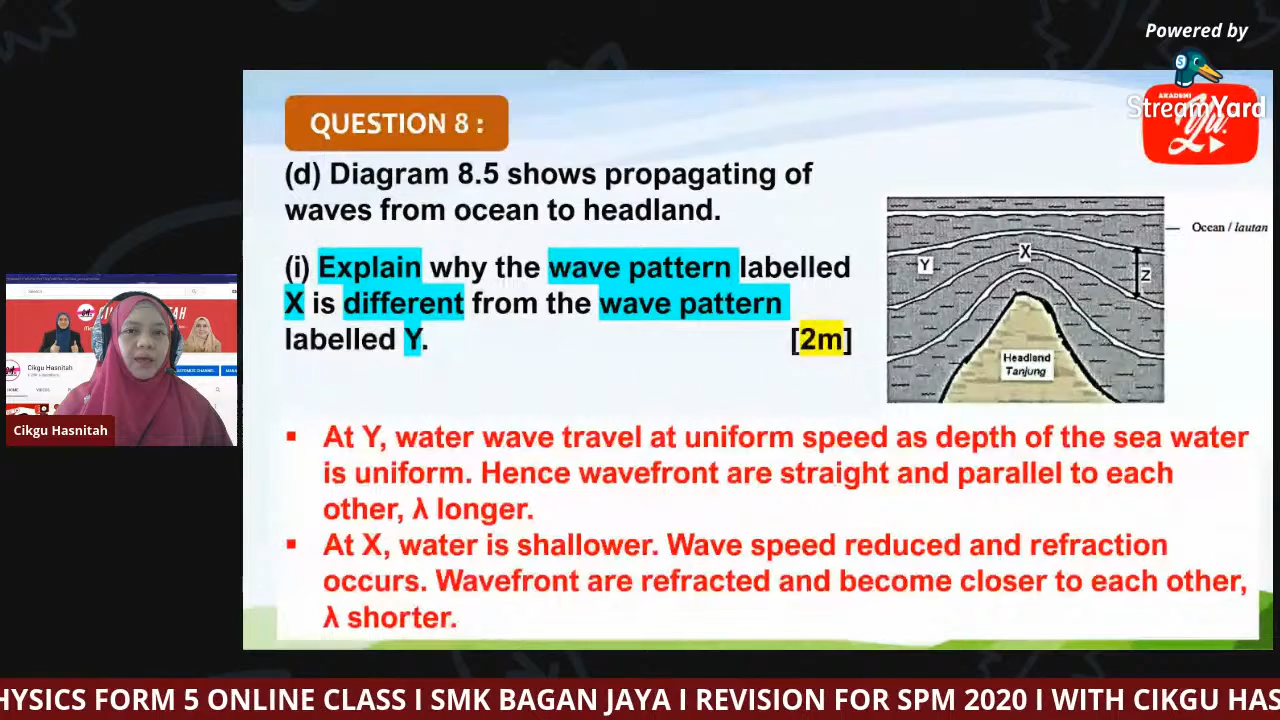 Powered by
StreamYard
AKADEMI
QUESTION 8 :
(d) Diagram 8.5 shows propagating of
waves from ocean to headland.
(i) Explain why the wave pattern labelled
X is different from the wave pattern
labelled Y. [2m]
Ocean / lautan
X
Y
Z
Headland
Tanjung
▪ At Y, water wave travel at uniform speed as depth of the sea water
is uniform. Hence wavefront are straight and parallel to each
other, λ longer.
▪ At X, water is shallower. Wave speed reduced and refraction
occurs. Wavefront are refracted and become closer to each other,
λ shorter.
Cikgu Hasnitah
Cikgu Hasnitah
HYSICS FORM 5 ONLINE CLASS I SMK BAGAN JAYA I REVISION FOR SPM 2020 I WITH CIKGU HAS